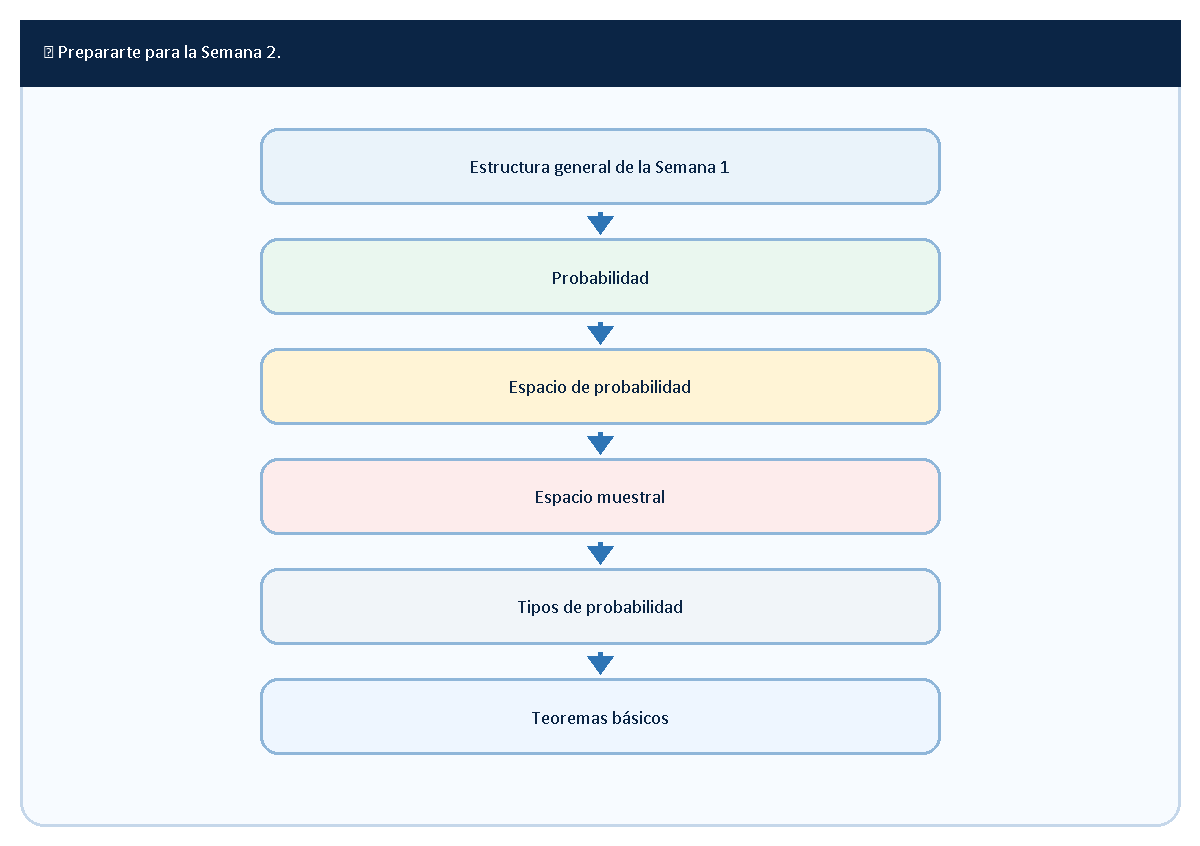 Prepararte para la Semana 2.
Estructura general de la Semana 1
Probabilidad
Espacio de probabilidad
Espacio muestral
Tipos de probabilidad
Teoremas básicos